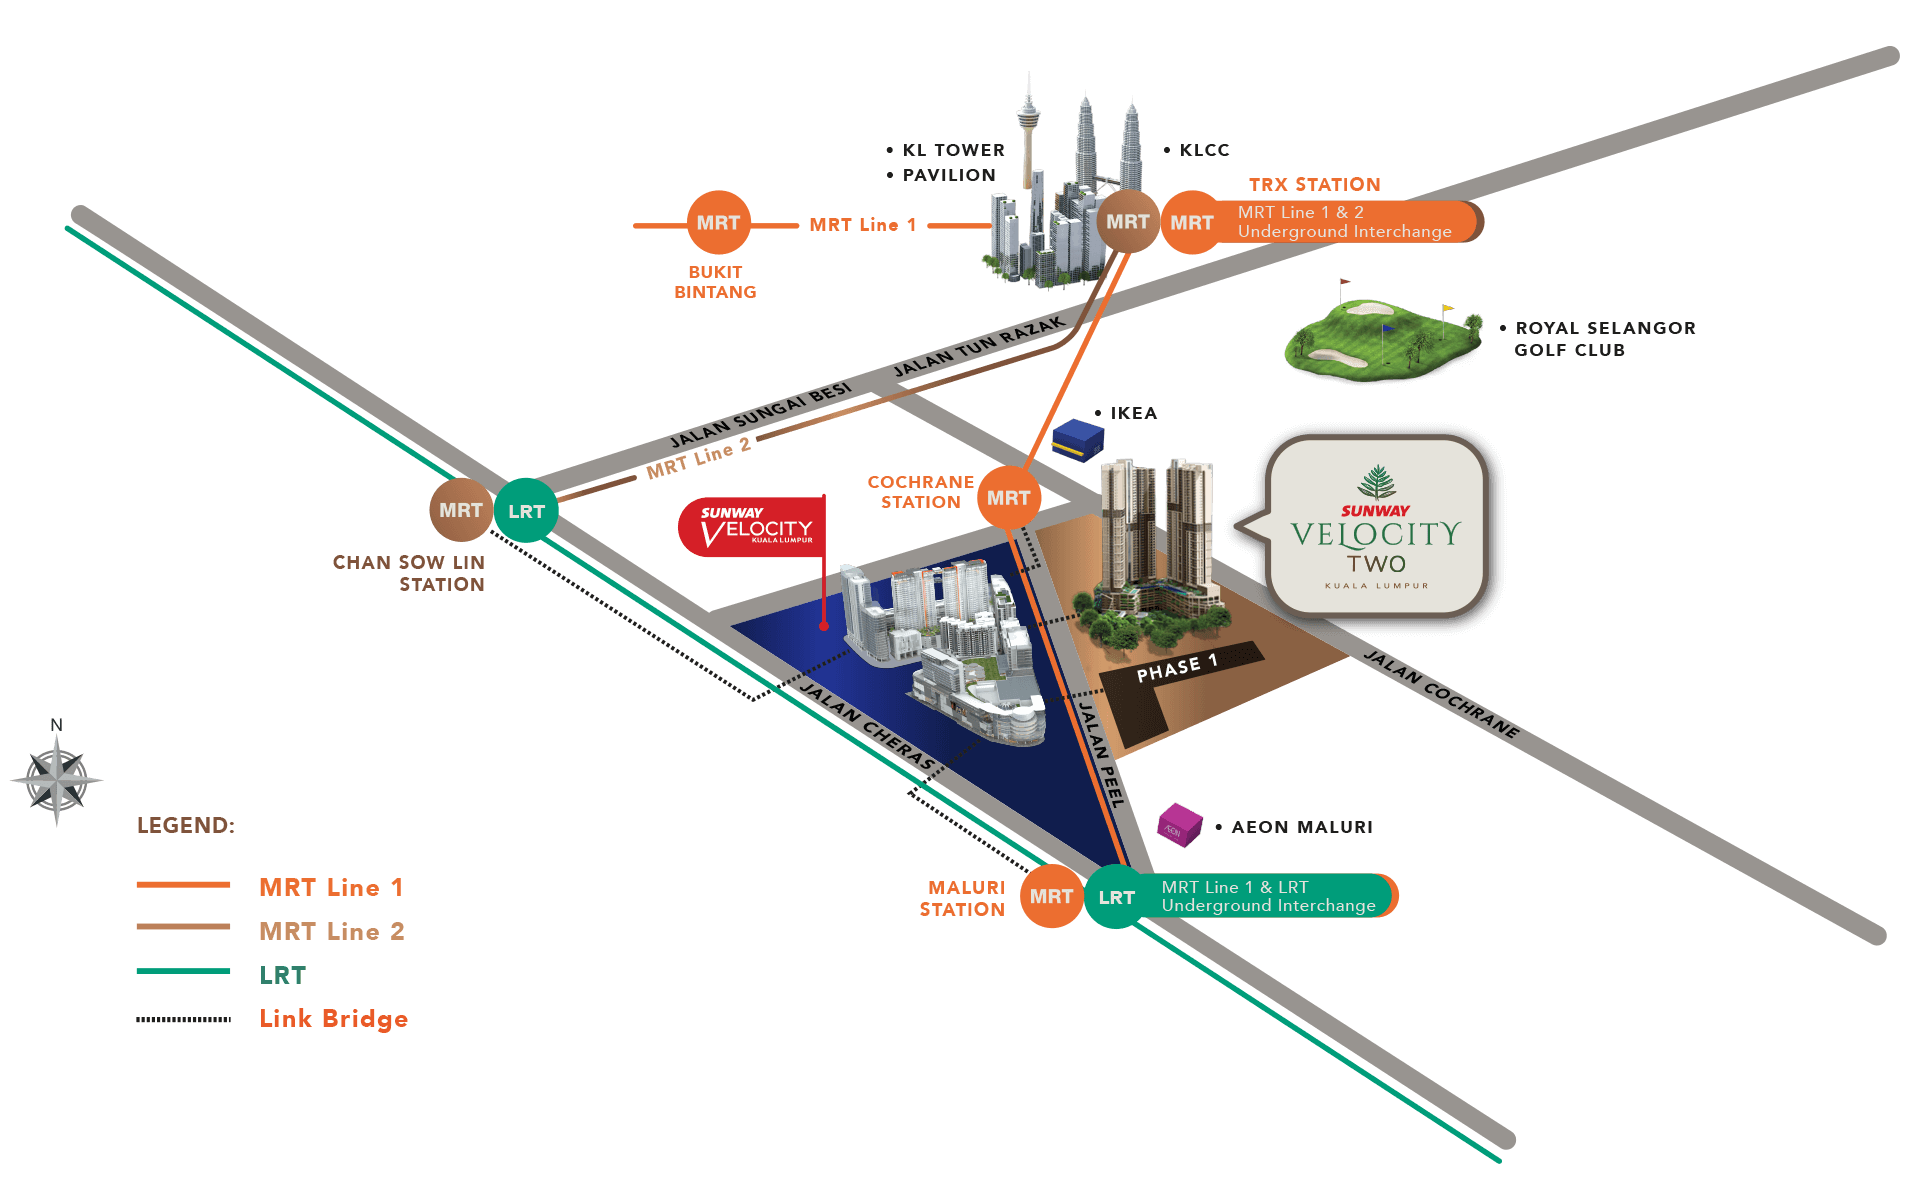 • KL TOWER
• PAVILION
• KLCC
TRX STATION
MRT
MRT Line 1
MRT
MRT
MRT Line 1 & 2
Underground Interchange
BUKIT
BINTANG
• ROYAL SELANGOR
GOLF CLUB
JALAN TUN RAZAK
JALAN SUNGAI BESI
MRT Line 2
• IKEA
COCHRANE
STATION
MRT
MRT
LRT
CHAN SOW LIN
STATION
SUNWAY
VELOCITY
KUALA LUMPUR
SUNWAY
VELOCITY
TWO
KUALA LUMPUR
PHASE 1
JALAN COCHRANE
JALAN CHERAS
JALAN PEEL
AEON
• AEON MALURI
MALURI
STATION
MRT
LRT
MRT Line 1 & LRT
Underground Interchange
N
LEGEND:
MRT Line 1
MRT Line 2
LRT
Link Bridge